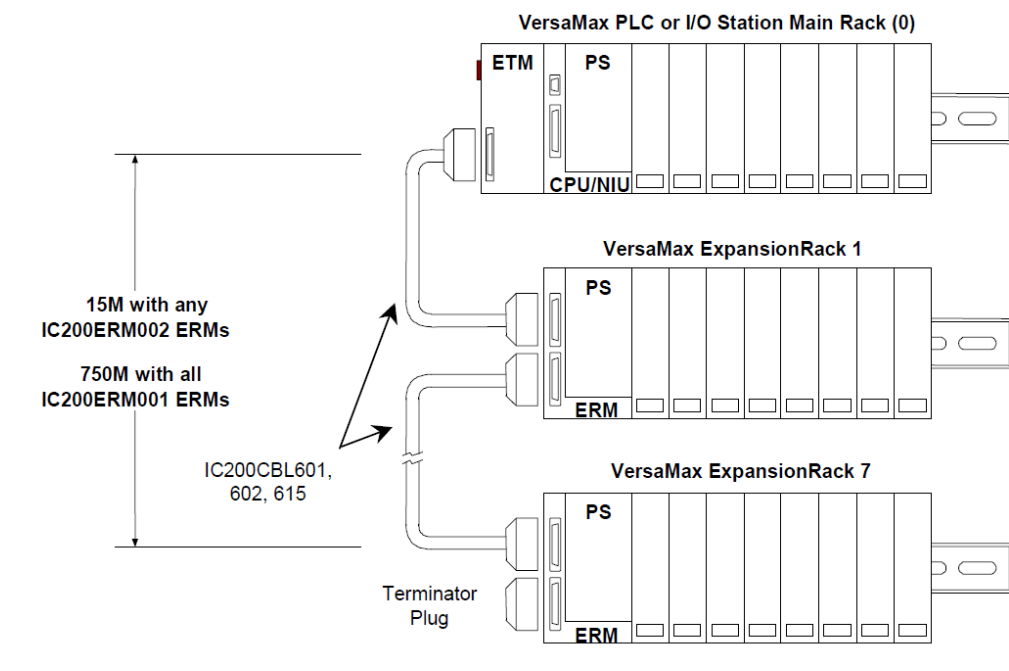 VersaMax PLC or I/O Station Main Rack (0)
ETM
PS
CPU/NIU
VersaMax ExpansionRack 1
PS
ERM
15M with any
IC200ERM002 ERMs
750M with all
IC200ERM001 ERMs
IC200CBL601,
602, 615
VersaMax ExpansionRack 7
PS
ERM
Terminator
Plug